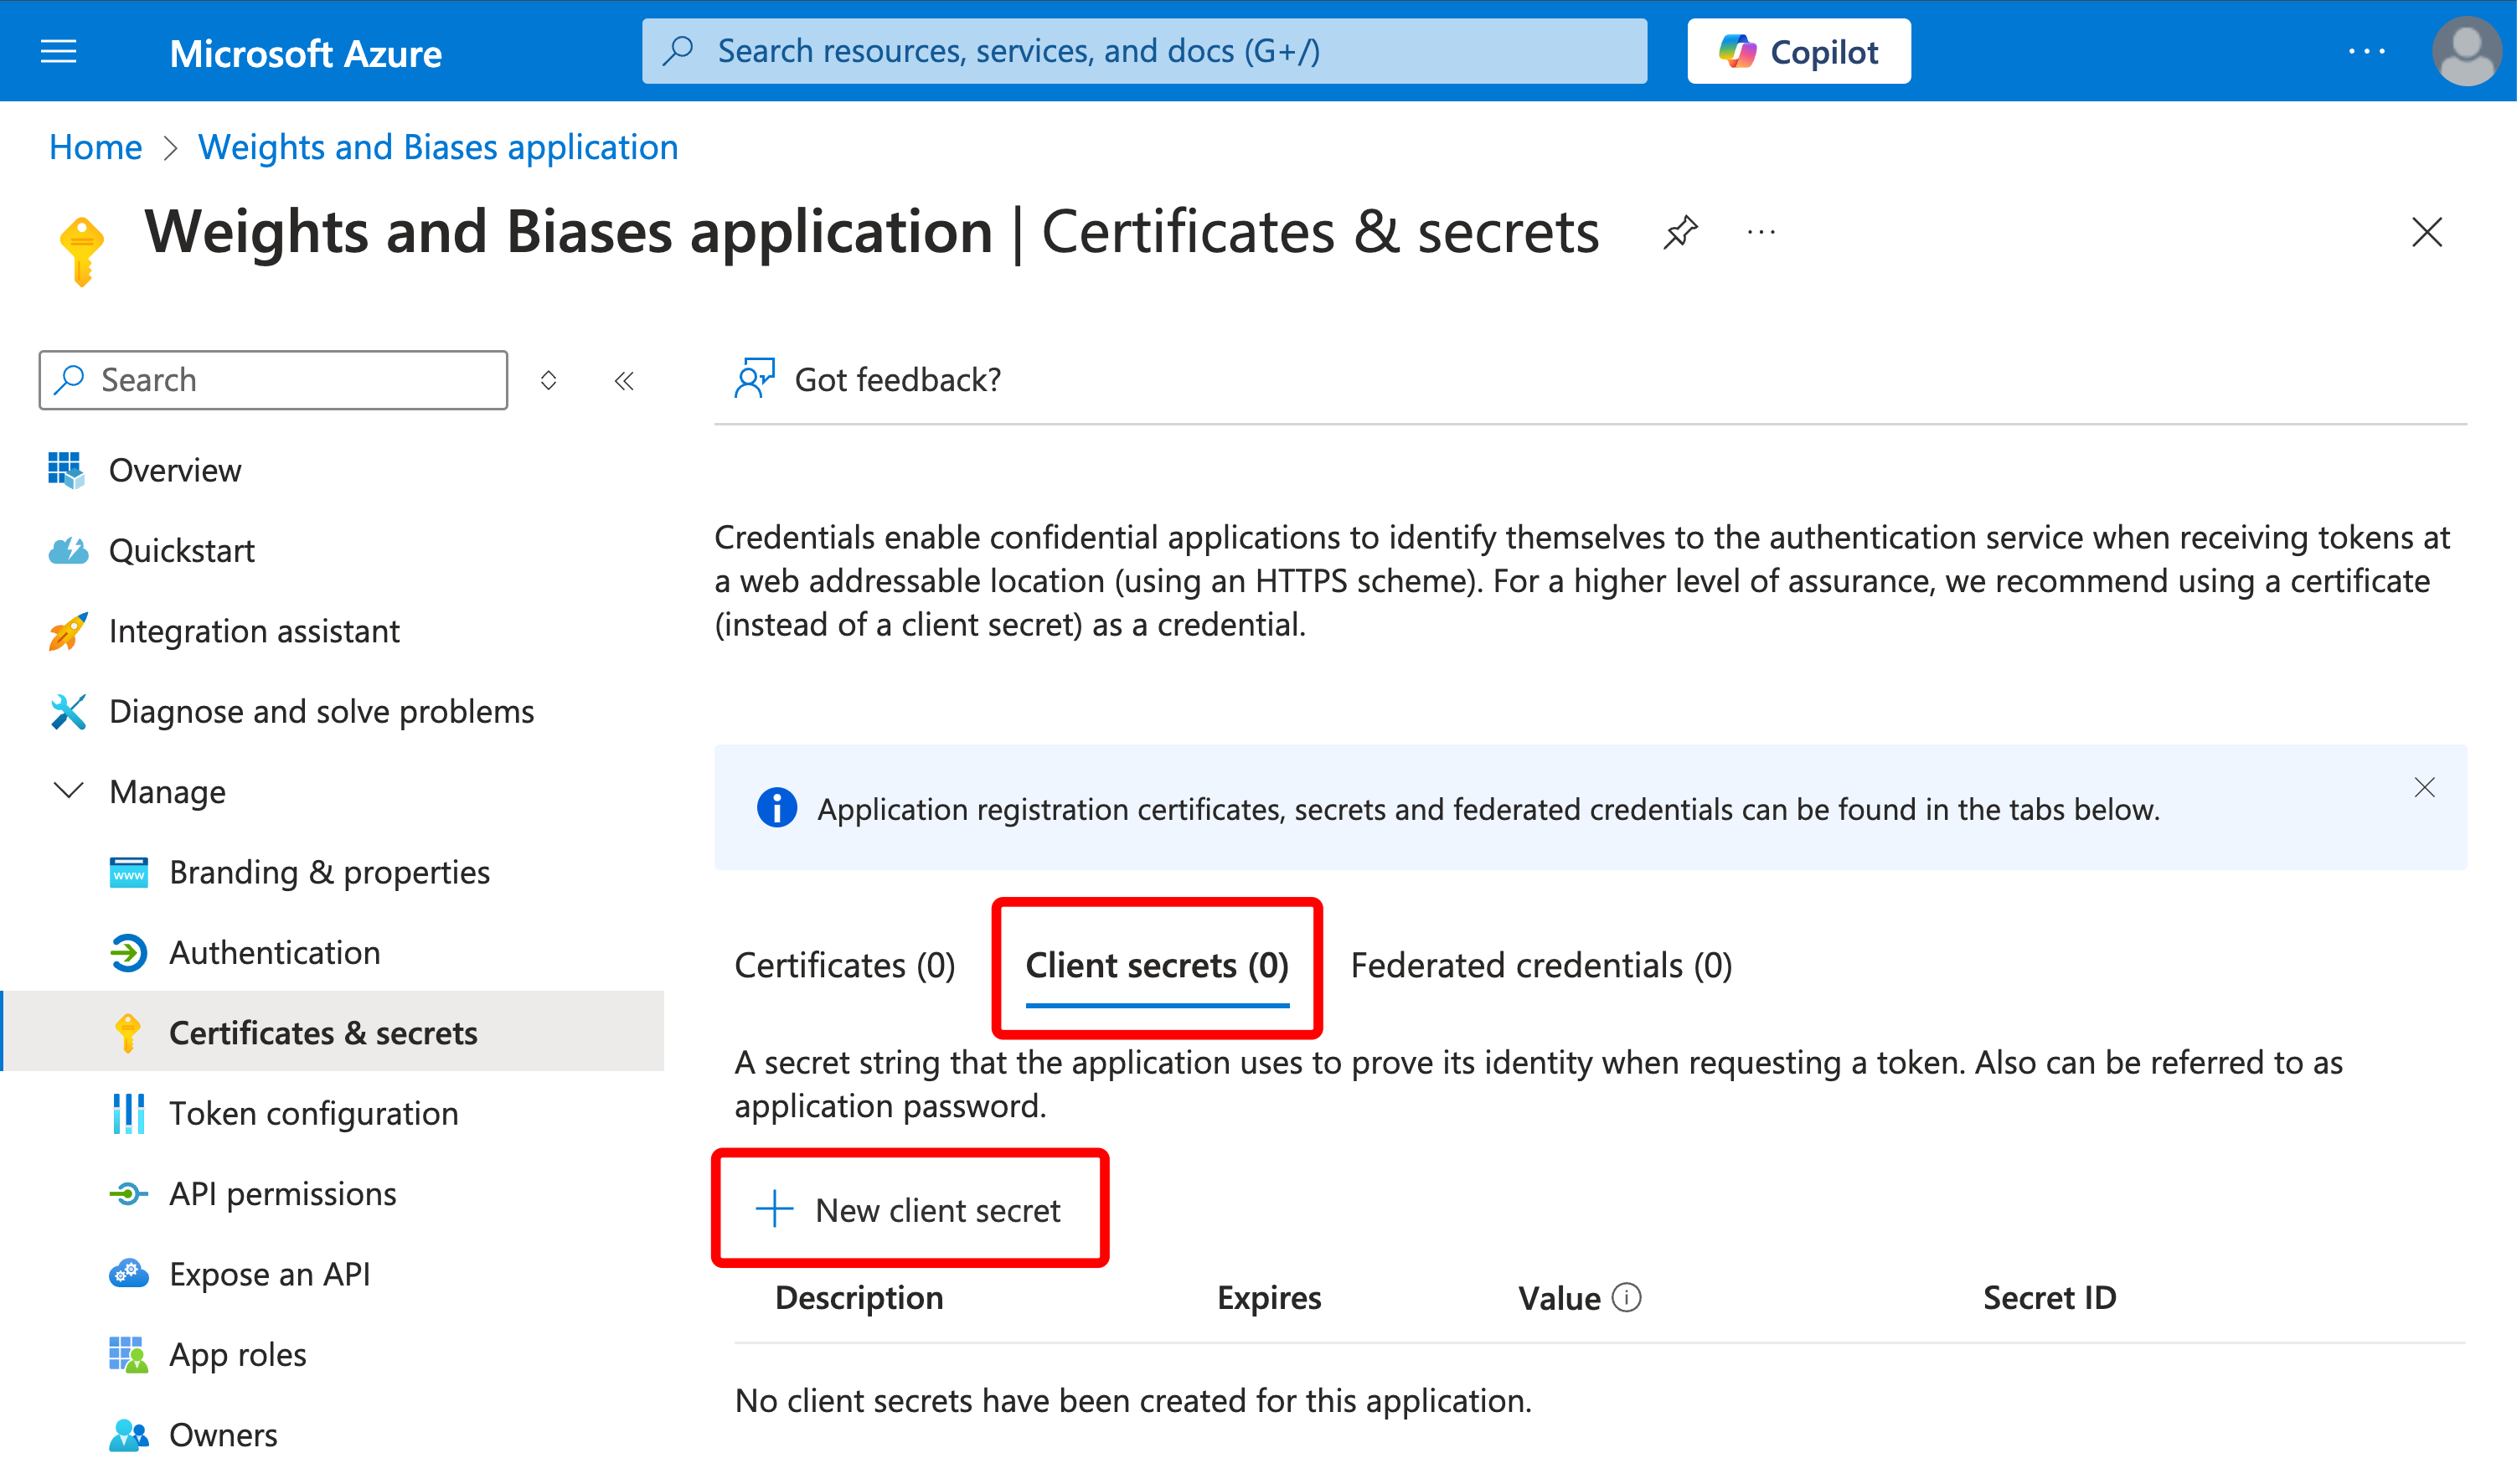 Microsoft Azure
Search resources, services, and docs (G+/)
Copilot
Home > Weights and Biases application
Weights and Biases application | Certificates & secrets
Search
Got feedback?
Overview
Quickstart
Integration assistant
Diagnose and solve problems
Manage
Branding & properties
Authentication
Certificates & secrets
Token configuration
API permissions
Expose an API
App roles
Owners
Credentials enable confidential applications to identify themselves to the authentication service when receiving tokens at
a web addressable location (using an HTTPS scheme). For a higher level of assurance, we recommend using a certificate
(instead of a client secret) as a credential.
Application registration certificates, secrets and federated credentials can be found in the tabs below.
Certificates (0) Client secrets (0) Federated credentials (0)
A secret string that the application uses to prove its identity when requesting a token. Also can be referred to as
application password.
New client secret
Description Expires Value Secret ID
No client secrets have been created for this application.